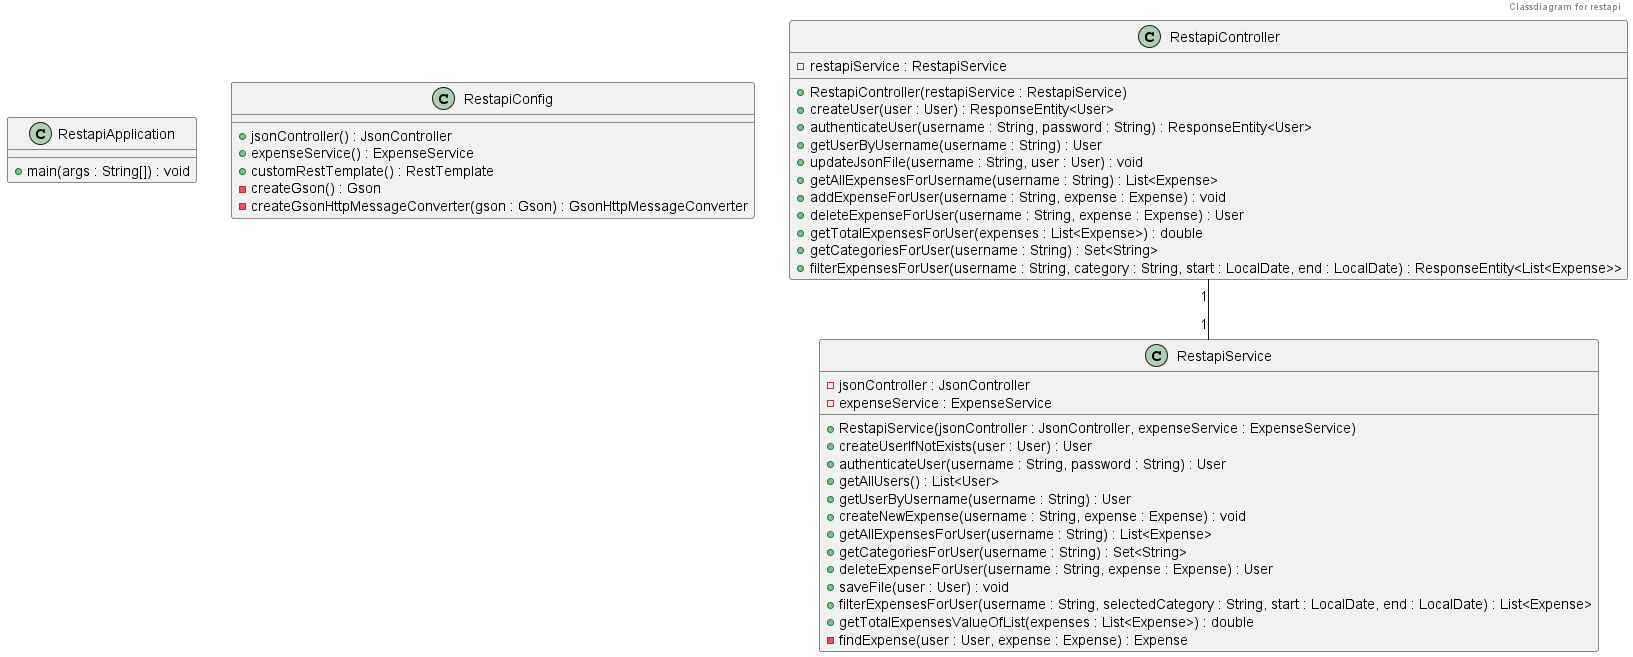 Classdiagram for restapi
C RestapiApplication
main(args : String[]) : void
C RestapiConfig
jsonController() : JsonController
expenseService() : ExpenseService
customRestTemplate() : RestTemplate
createGson() : Gson
createGsonHttpMessageConverter(gson : Gson) : GsonHttpMessageConverter
C RestapiController
restapiService : RestapiService
RestapiController(restapiService : RestapiService)
createUser(user : User) : ResponseEntity<User>
authenticateUser(username : String, password : String) : ResponseEntity<User>
getUserByUsername(username : String) : User
updateJsonFile(username : String, user : User) : void
getAllExpensesForUsername(username : String) : List<Expense>
addExpenseForUser(username : String, expense : Expense) : void
deleteExpenseForUser(username : String, expense : Expense) : User
getTotalExpensesForUser(expenses : List<Expense>) : double
getCategoriesForUser(username : String) : Set<String>
filterExpensesForUser(username : String, category : String, start : LocalDate, end : LocalDate) : ResponseEntity<List<Expense>>
1
1
C RestapiService
jsonController : JsonController
expenseService : ExpenseService
RestapiService(jsonController : JsonController, expenseService : ExpenseService)
createUserIfNotExists(user : User) : User
authenticateUser(username : String, password : String) : User
getAllUsers() : List<User>
getUserByUsername(username : String) : User
createNewExpense(username : String, expense : Expense) : void
getAllExpensesForUser(username : String) : List<Expense>
getCategoriesForUser(username : String) : Set<String>
deleteExpenseForUser(username : String, expense : Expense) : User
saveFile(user : User) : void
filterExpensesForUser(username : String, selectedCategory : String, start : LocalDate, end : LocalDate) : List<Expense>
getTotalExpensesValueOfList(expenses : List<Expense>) : double
findExpense(user : User, expense : Expense) : Expense